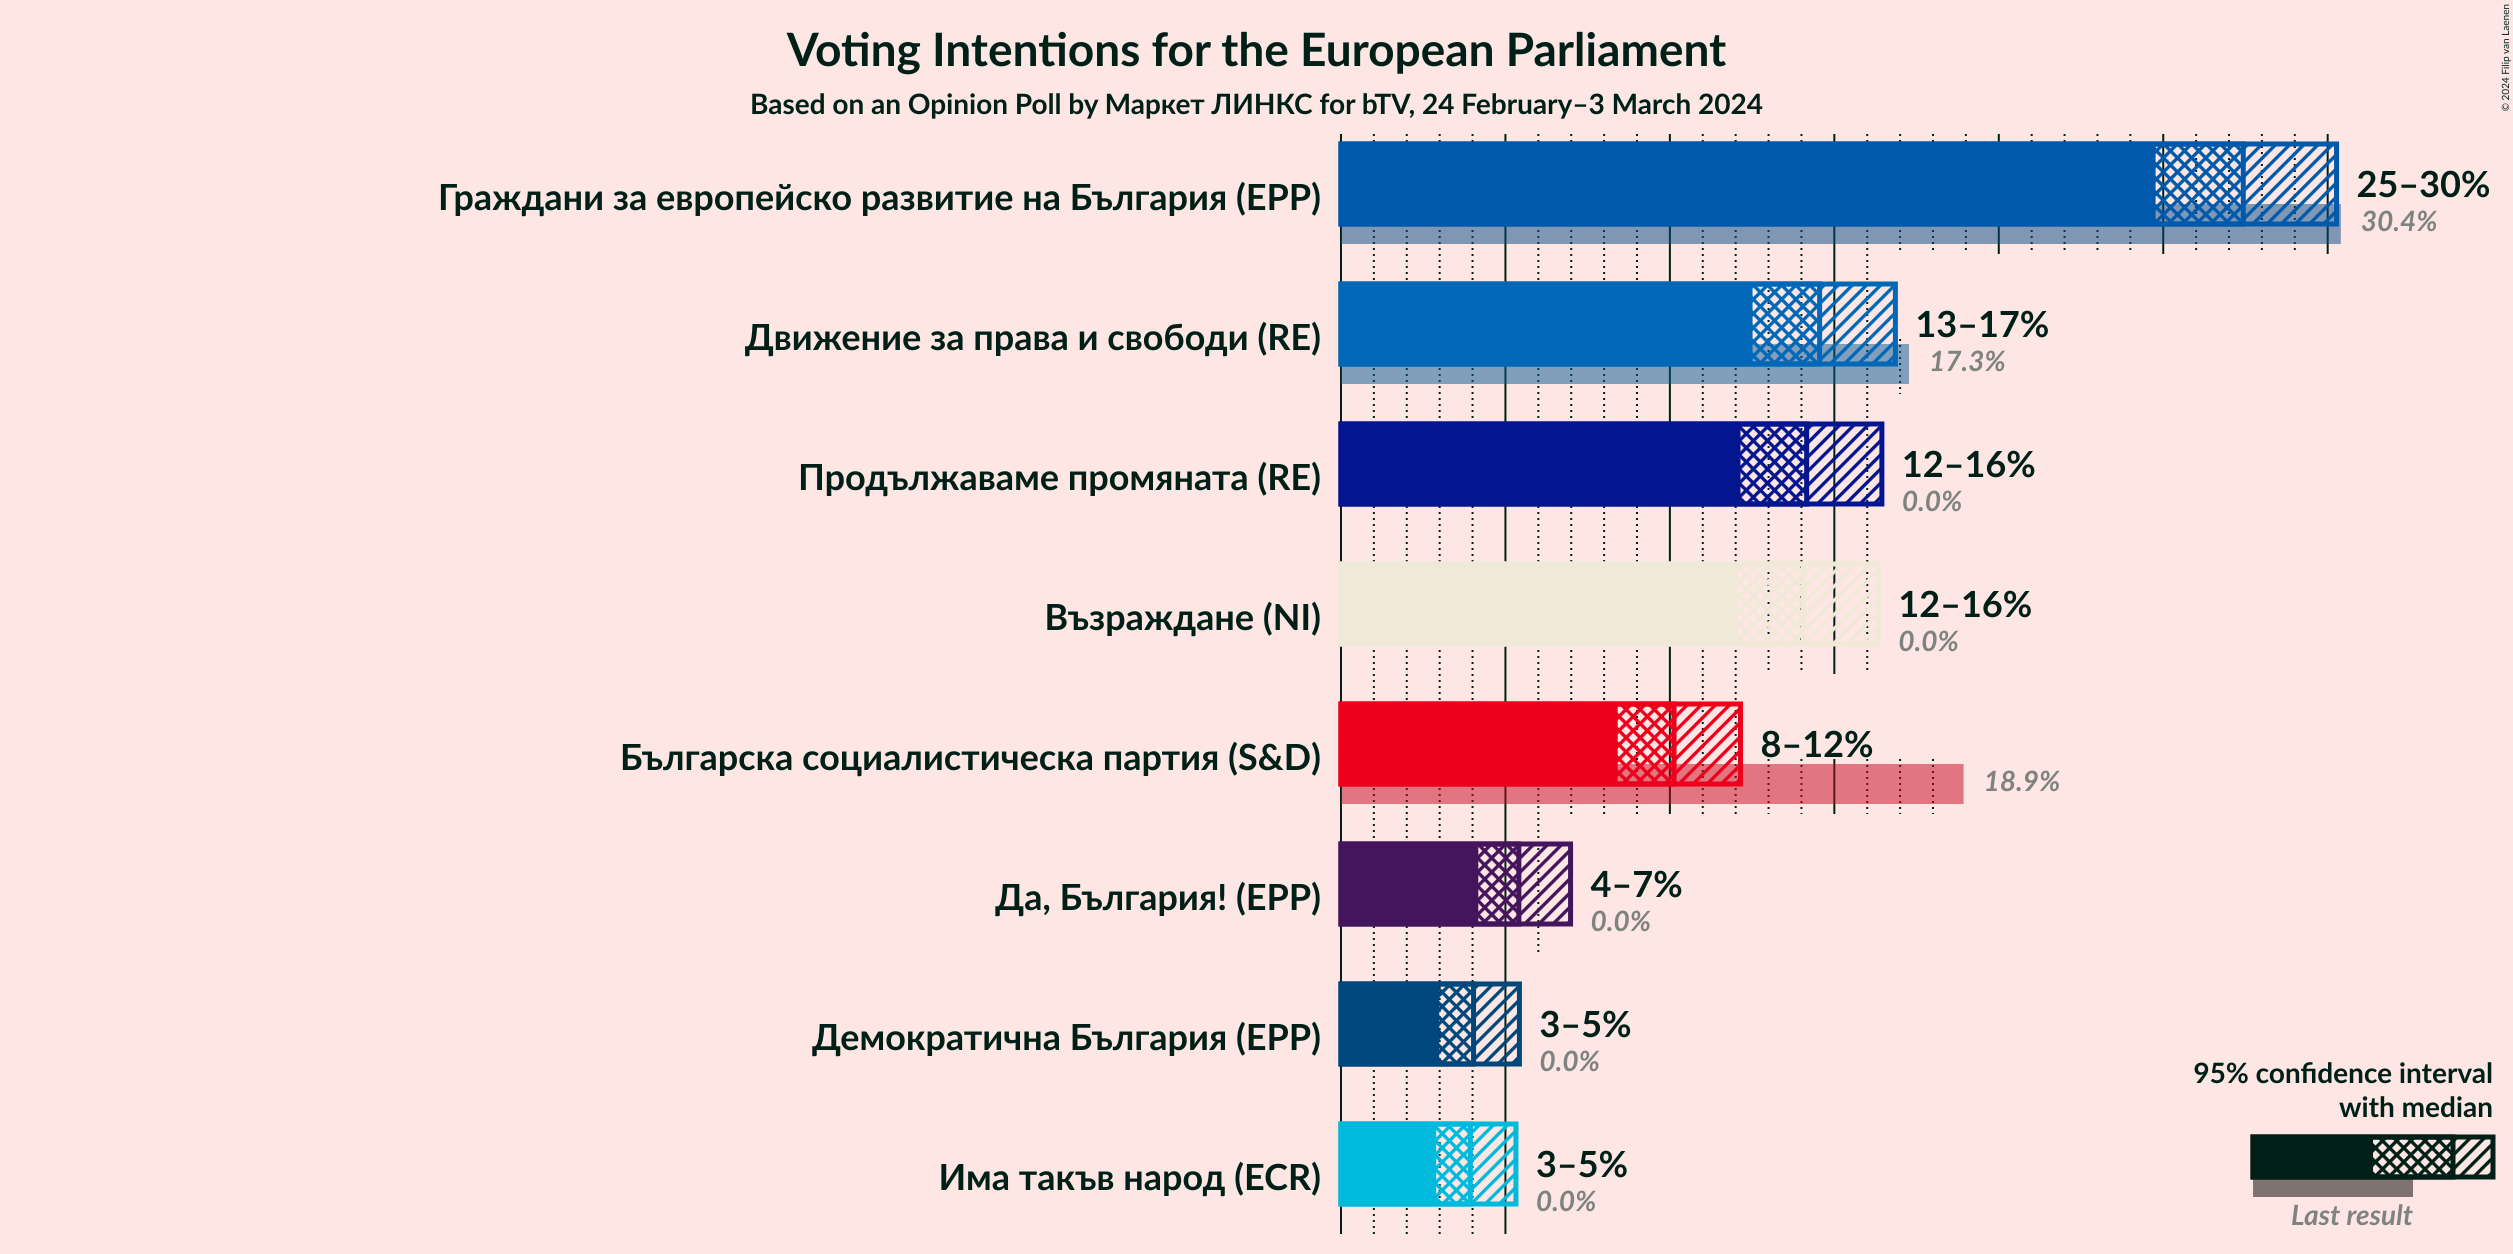 Voting Intentions for the European Parliament
Based on an Opinion Poll by Маркет ЛИНКС for bTV, 24 February–3 March 2024
© 2024 Filip van Laenen
Граждани за европейско развитие на България (EPP)
25–30%
30.4%
Движение за права и свободи (RE)
13–17%
17.3%
Продължаваме промяната (RE)
12–16%
0.0%
Възраждане (NI)
12–16%
0.0%
Българска социалистическа партия (S&D)
8–12%
18.9%
Да, България! (EPP)
4–7%
0.0%
Демократична България (EPP)
3–5%
0.0%
Има такъв народ (ECR)
3–5%
0.0%
95% confidence interval
with median
Last result